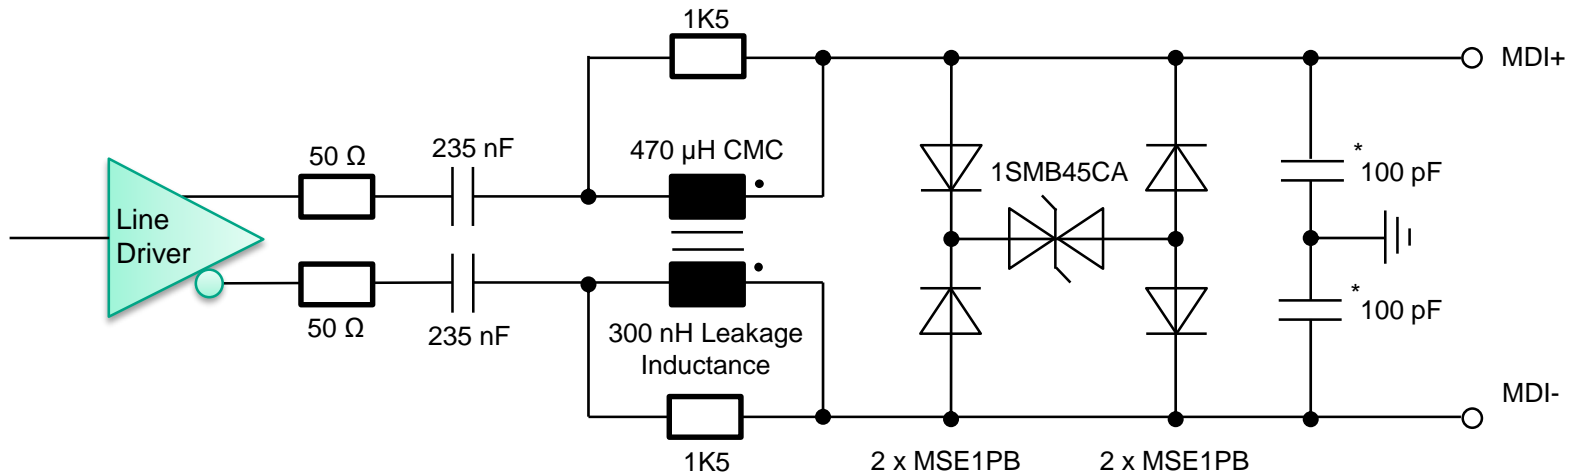 1K5
MDI+
50 Ω
235 nF
470 µH CMC
1SMB45CA
*
100 pF
Line
Driver
*
100 pF
50 Ω
235 nF
300 nH Leakage
Inductance
MDI-
1K5
2 x MSE1PB
2 x MSE1PB